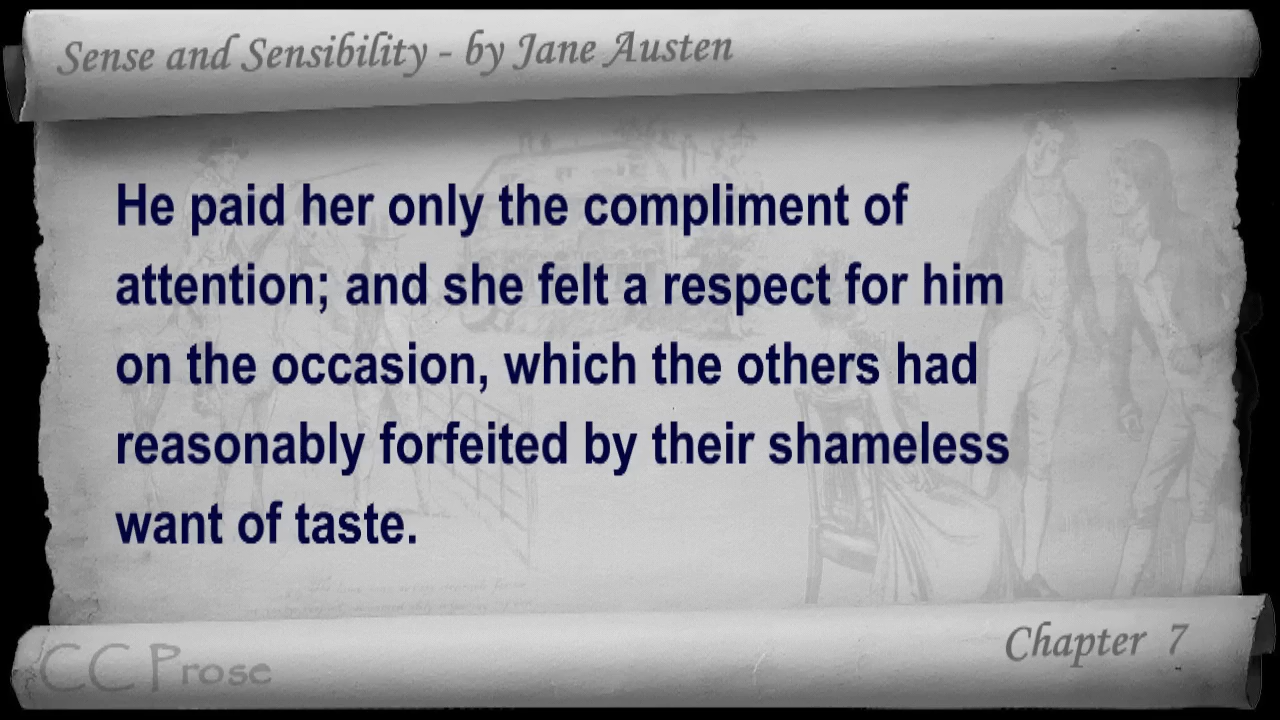 Sense and Sensibility - by Jane Austen
He paid her only the compliment of
attention; and she felt a respect for him
on the occasion, which the others had
reasonably forfeited by their shameless
want of taste.
Chapter 7
CC Prose